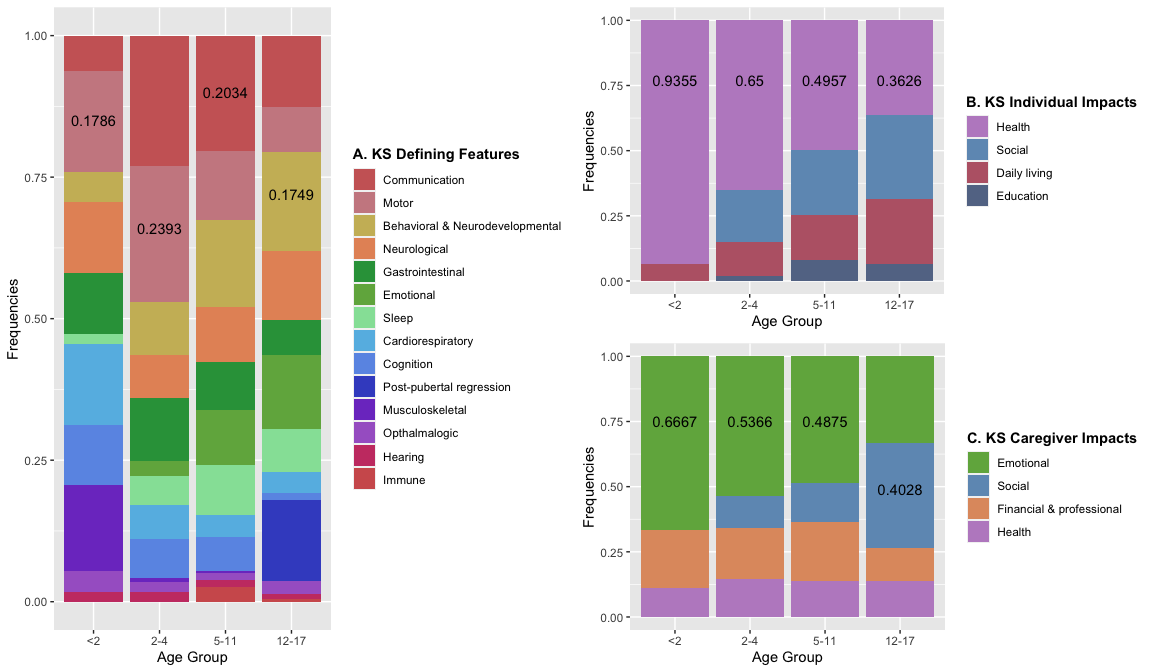 1.00
0.75
0.50
0.25
0.00
Frequencies
0.1786
0.2393
0.2034
0.1749
<2
2-4
5-11
12-17
Age Group
A. KS Defining Features
Communication
Motor
Behavioral & Neurodevelopmental
Neurological
Gastrointestinal
Emotional
Sleep
Cardiorespiratory
Cognition
Post-pubertal regression
Musculoskeletal
Opthalmalogic
Hearing
Immune
1.00
0.75
0.50
0.25
0.00
Frequencies
0.9355
0.65
0.4957
0.3626
<2
2-4
5-11
12-17
Age Group
B. KS Individual Impacts
Health
Social
Daily living
Education
1.00
0.75
0.50
0.25
0.00
Frequencies
0.6667
0.5366
0.4875
0.4028
<2
2-4
5-11
12-17
Age Group
C. KS Caregiver Impacts
Emotional
Social
Financial & professional
Health